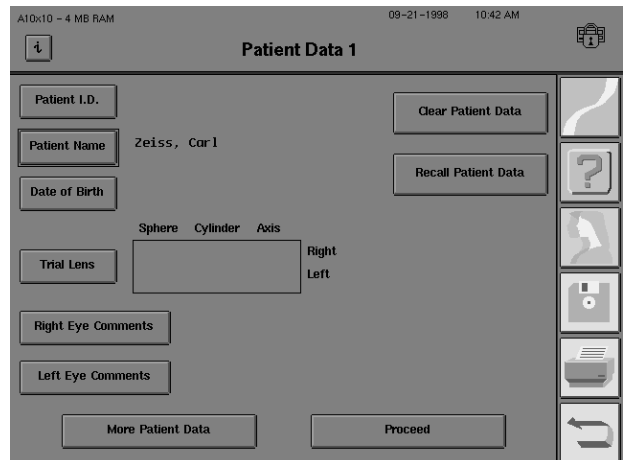 A10x10 - 4 MB RAM
09-21-1998 10:42 AM
i
Patient Data 1
Patient I.D.
Clear Patient Data
Patient Name
Zeiss, Carl
Recall Patient Data
Date of Birth
Sphere Cylinder Axis
Trial Lens
Right
Left
Right Eye Comments
Left Eye Comments
More Patient Data
Proceed
?